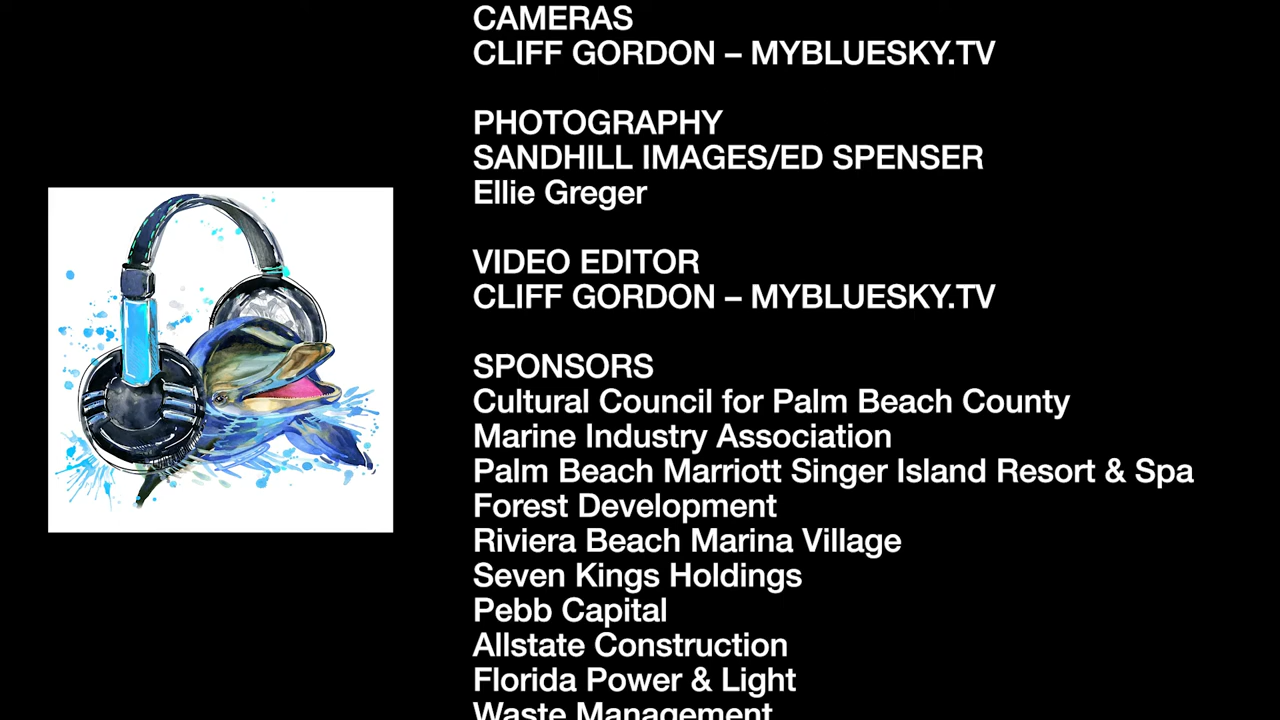 CAMERAS
CLIFF GORDON – MYBLUESKY.TV
PHOTOGRAPHY
SANDHILL IMAGES/ED SPENSER
Ellie Greger
VIDEO EDITOR
CLIFF GORDON – MYBLUESKY.TV
SPONSORS
Cultural Council for Palm Beach County
Marine Industry Association
Palm Beach Marriott Singer Island Resort & Spa
Forest Development
Riviera Beach Marina Village
Seven Kings Holdings
Pebb Capital
Allstate Construction
Florida Power & Light
Waste Management